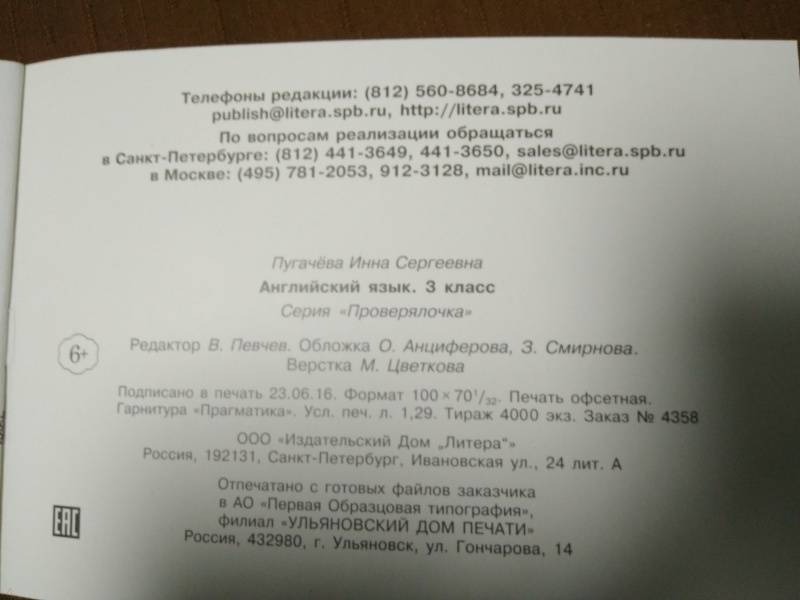 Телефоны редакции: (812) 560-8684, 325-4741
publish@litera.spb.ru, http://litera.spb.ru
По вопросам реализации обращаться
в Санкт-Петербурге: (812) 441-3649, 441-3650, sales@litera.spb.ru
в Москве: (495) 781-2053, 912-3128, mail@litera.inc.ru
Пугачёва Инна Сергеевна
Английский язык. 3 класс
Серия «Проверялочка»
6+
Редактор В. Певчев. Обложка О. Анциферова, З. Смирнова.
Верстка М. Цветкова
Подписано в печать 23.06.16. Формат 100 × 70 1/32. Печать офсетная.
Гарнитура «Прагматика». Усл. печ. л. 1,29. Тираж 4000 экз. Заказ № 4358
ООО «Издательский Дом „Литера“»
Россия, 192131, Санкт-Петербург, Ивановская ул., 24 лит. А
Отпечатано с готовых файлов заказчика
в АО «Первая Образцовая типография»,
филиал «УЛЬЯНОВСКИЙ ДОМ ПЕЧАТИ»
Россия, 432980, г. Ульяновск, ул. Гончарова, 14
EAC